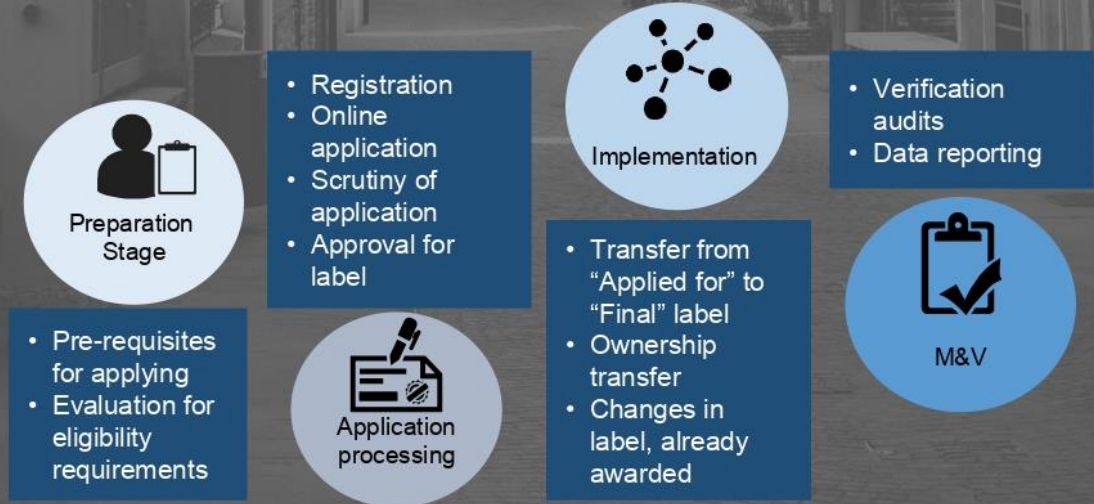 Preparation
Stage
• Pre-requisites
for applying
• Evaluation for
eligibility
requirements
• Registration
• Online
application
• Scrutiny of
application
• Approval for
label
Application
processing
Implementation
• Transfer from
“Applied for” to
“Final” label
• Ownership
transfer
• Changes in
label, already
awarded
• Verification
audits
• Data reporting
M&V